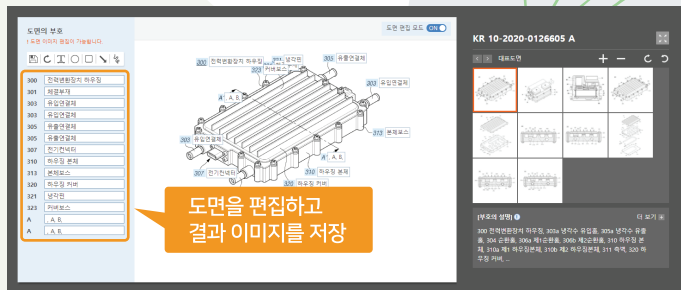 도면의 부호
! 도면 이미지 편집이 가능합니다.
도면 편집 모드 ON
300 전력변환장치 하우징
301 체결부재
303 유입연결체
303 유입연결체
305 유출연결체
305 유출연결체
307 전기컨넥터
310 하우징 본체
313 본체보스
320 하우징 커버
321 냉각핀
323 커버보스
A , A, B,
A , A, B,
300 전력변환장치 하우징
냉각핀
305 유출연결체
323 커버보스
303 유입연결체
A' , A, B,
313 본체보스
303 유입연결체
A' , A, B,
307 전기컨넥터
310 하우징 본체
320 하우징 커버
도면을 편집하고
결과 이미지를 저장
KR 10-2020-0126605 A
대표도면
[부호의 설명]
더 보기
300 전력변환장치 하우징, 303a 냉각수 유입홀, 305a 냉각수 유출
홀, 304 순환홀, 306a 제1순환홀, 306b 제2순환홀, 310 하우징 본
체, 310a 제1 하우징본체, 310b 제2 하우징본체, 311 측벽, 320 하
우징 커버, ...